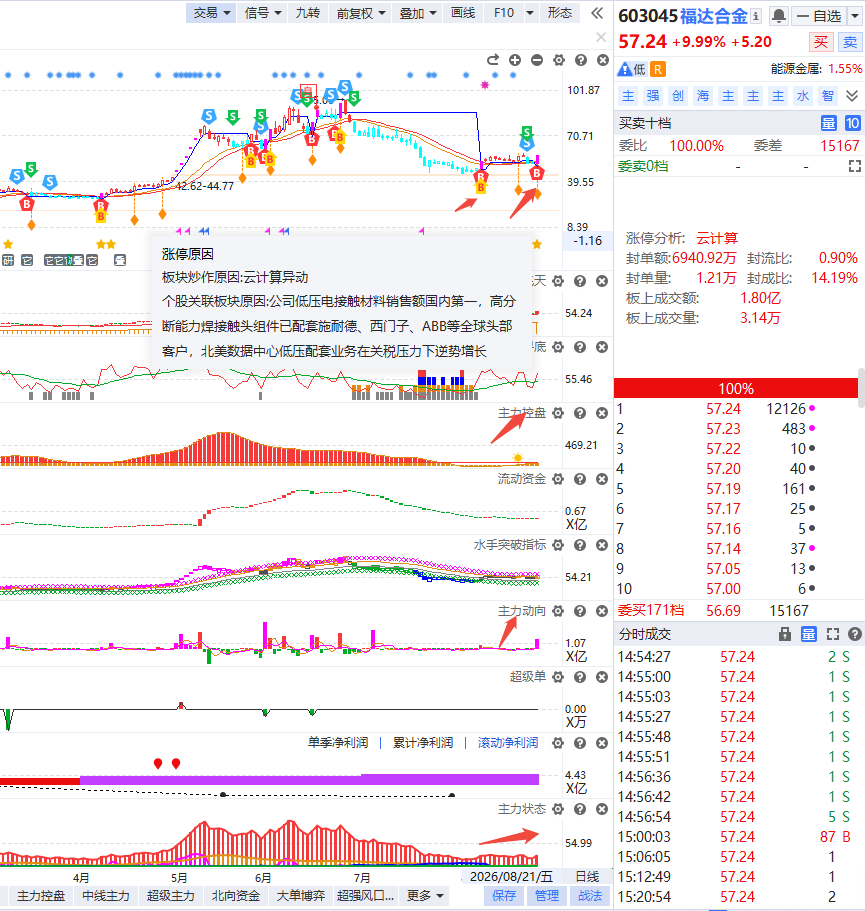 交易 信号 九转 前复权 叠加 画线 F10 形态
603045福达合金 自选
57.24 +9.99% +5.20 买 卖
低 R 能源金属: 1.55%
主 强 创 海 主 主 主 水 智
买卖十档 量 10
委比 100.00% 委差 15167
委卖0档 - -
101.87
70.71
39.55
8.39
-1.16
42.62-44.77
涨停原因
板块炒作原因:云计算异动
个股关联板块原因:公司低压电接触材料销售额国内第一，高分
断能力焊接触头组件已配套施耐德、西门子、ABB等全球头部
客户，北美数据中心低压配套业务在关税压力下逆势增长
涨停分析: 云计算
封单额:6940.92万 封流比: 0.90%
封单量: 1.21万 封成比: 14.19%
板上成交额: 1.80亿
板上成交量: 3.14万
100%
1 57.24 12126
2 57.23 483
3 57.22 10
4 57.20 40
5 57.19 161
6 57.17 25
7 57.16 5
8 57.14 37
9 57.05 13
10 57.00 6
委买171档 56.69 15167
分时成交 量
14:54:27 57.24 2 S
14:55:00 57.24 1 S
14:55:03 57.24 1 S
14:55:27 57.24 1 S
14:55:48 57.24 1 S
14:55:51 57.24 1 S
14:56:36 57.24 1 S
14:56:42 57.24 1 S
14:56:54 57.24 5 S
15:00:03 57.24 87 B
15:06:05 57.24 1
15:12:49 57.24 1
15:20:54 57.24 2
天
54.24
底
55.46
主力控盘
469.21
流动资金
0.67
X亿
水手突破指标
54.21
主力动向
1.07
X亿
超级单
0.00
X万
单季净利润 | 累计净利润 | 滚动净利润
4.43
X亿
主力状态
54.99
4月 5月 6月 7月 2026/08/21/五 日线
主力控盘 中线主力 超级主力 北向资金 大单博弈 超强风口... 更多 保存 管理 战法